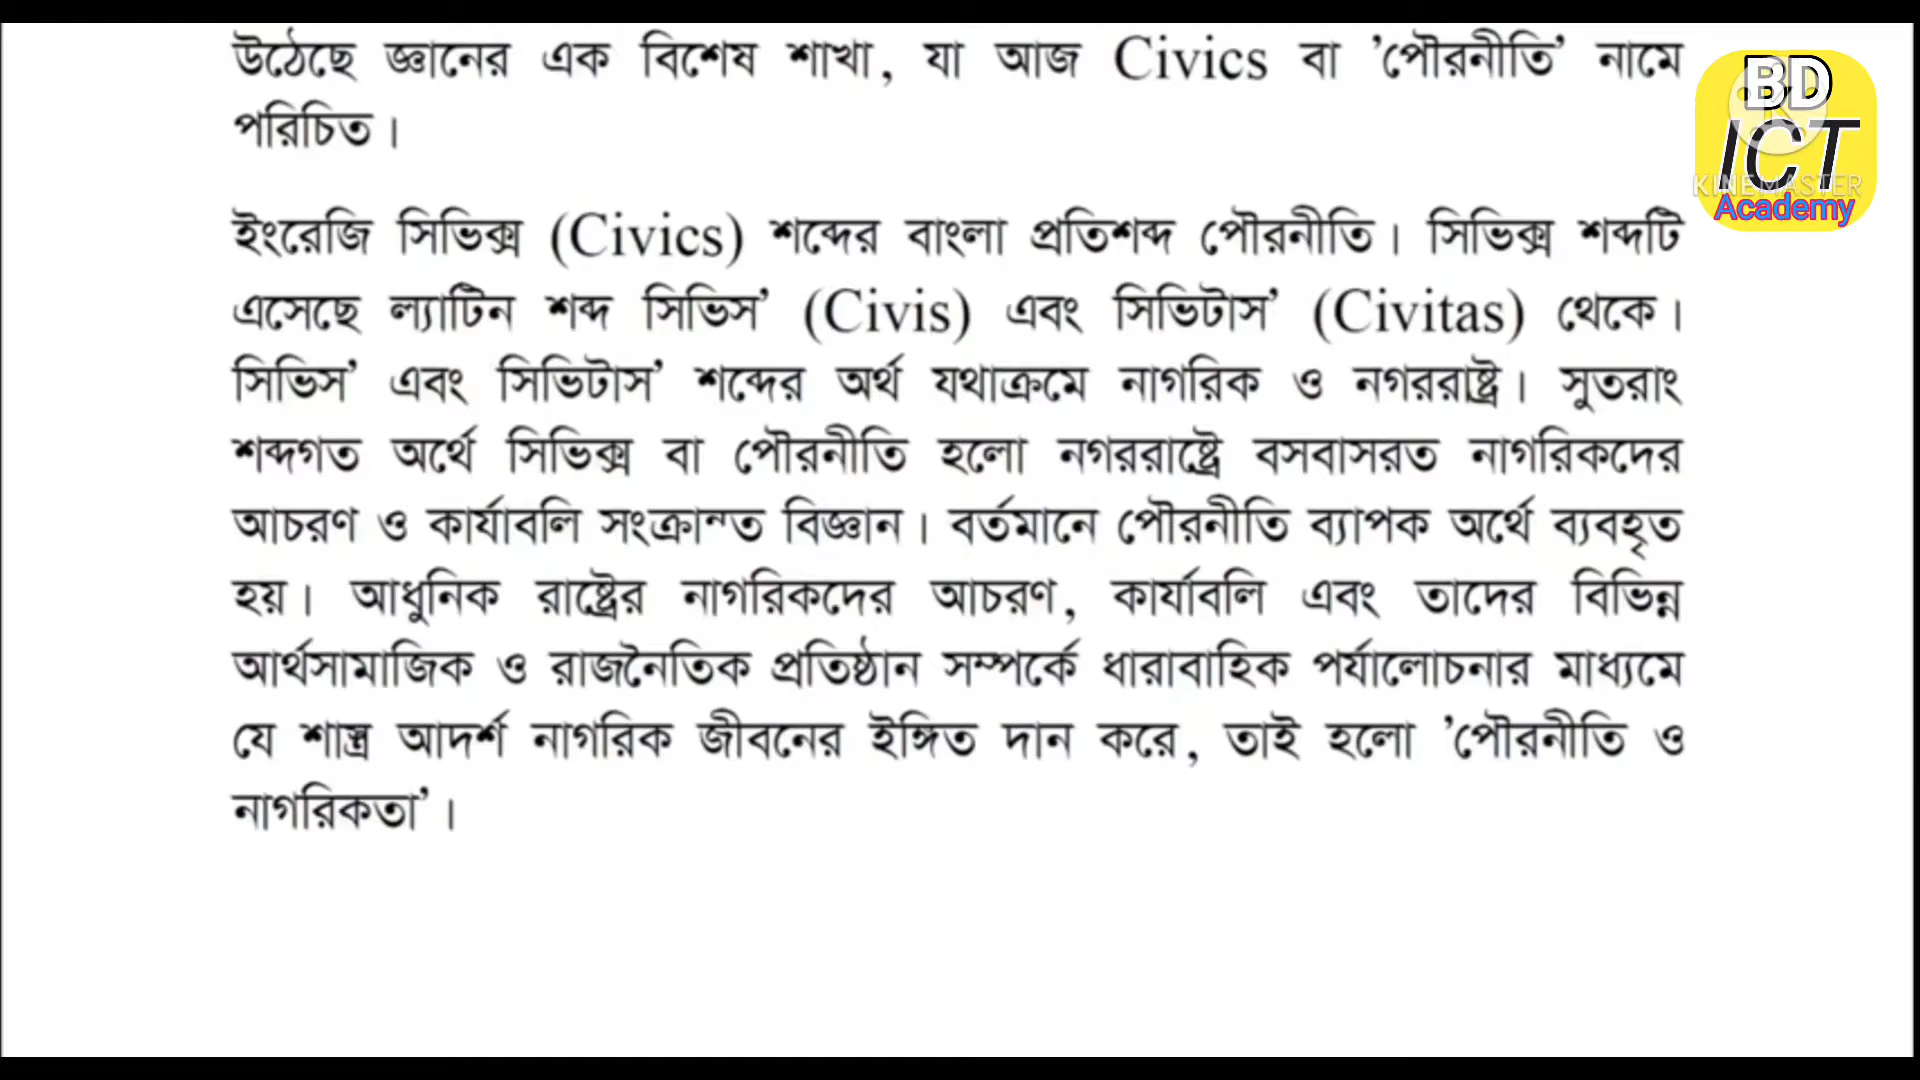 উঠেছে জ্ঞানের এক বিশেষ শাখা, যা আজ Civics বা ’পৌরনীতি’ নামে
পরিচিত।
ইংরেজি সিভিক্স (Civics) শব্দের বাংলা প্রতিশব্দ পৌরনীতি। সিভিক্স শব্দটি
এসেছে ল্যাটিন শব্দ সিভিস’ (Civis) এবং সিভিটাস’ (Civitas) থেকে।
সিভিস’ এবং সিভিটাস’ শব্দের অর্থ যথাক্রমে নাগরিক ও নগররাষ্ট্র। সুতরাং
শব্দগত অর্থে সিভিক্স বা পৌরনীতি হলো নগররাষ্ট্রে বসবাসরত নাগরিকদের
আচরণ ও কার্যাবলি সংক্রান্ত বিজ্ঞান। বর্তমানে পৌরনীতি ব্যাপক অর্থে ব্যবহৃত
হয়। আধুনিক রাষ্ট্রের নাগরিকদের আচরণ, কার্যাবলি এবং তাদের বিভিন্ন
আর্থসামাজিক ও রাজনৈতিক প্রতিষ্ঠান সম্পর্কে ধারাবাহিক পর্যালোচনার মাধ্যমে
যে শাস্ত্র আদর্শ নাগরিক জীবনের ইঙ্গিত দান করে, তাই হলো ’পৌরনীতি ও
নাগরিকতা’।
BD
ICT
KINEMASTER
Academy